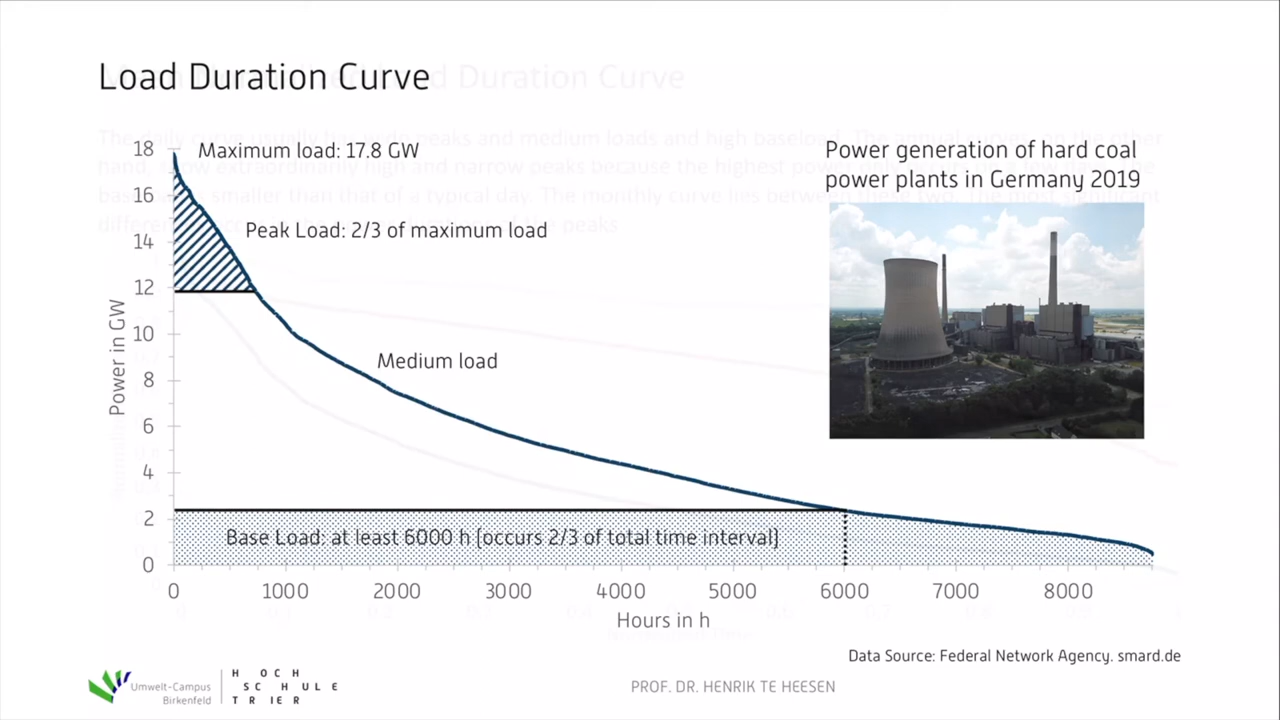 Load Duration Curve
Maximum load: 17.8 GW
Power generation of hard coal
power plants in Germany 2019
Peak Load: 2/3 of maximum load
Medium load
Base Load: at least 6000 h (occurs 2/3 of total time interval)
Power in GW
18
16
14
12
10
8
6
4
2
0
0 1000 2000 3000 4000 5000 6000 7000 8000
Hours in h
Data Source: Federal Network Agency. smard.de
Umwelt-Campus
Birkenfeld
HOCH
SCHULE
TRIER
PROF. DR. HENRIK TE HEESEN